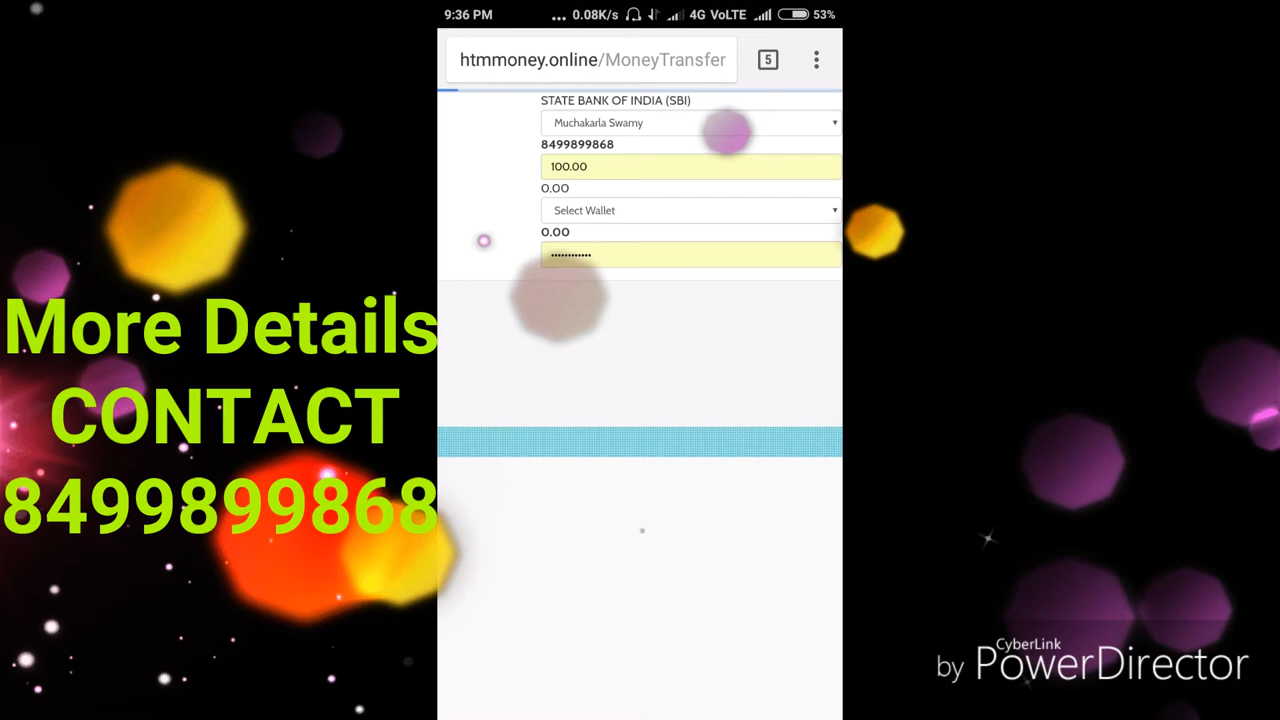 9:36 PM
... 0.08K/s 4G VoLTE 53%
htmmoney.online/MoneyTransfer
5
STATE BANK OF INDIA (SBI)
Muchakarla Swamy
8499899868
100.00
0.00
Select Wallet
0.00
••••••••••••
More Details
CONTACT
8499899868
by CyberLink PowerDirector